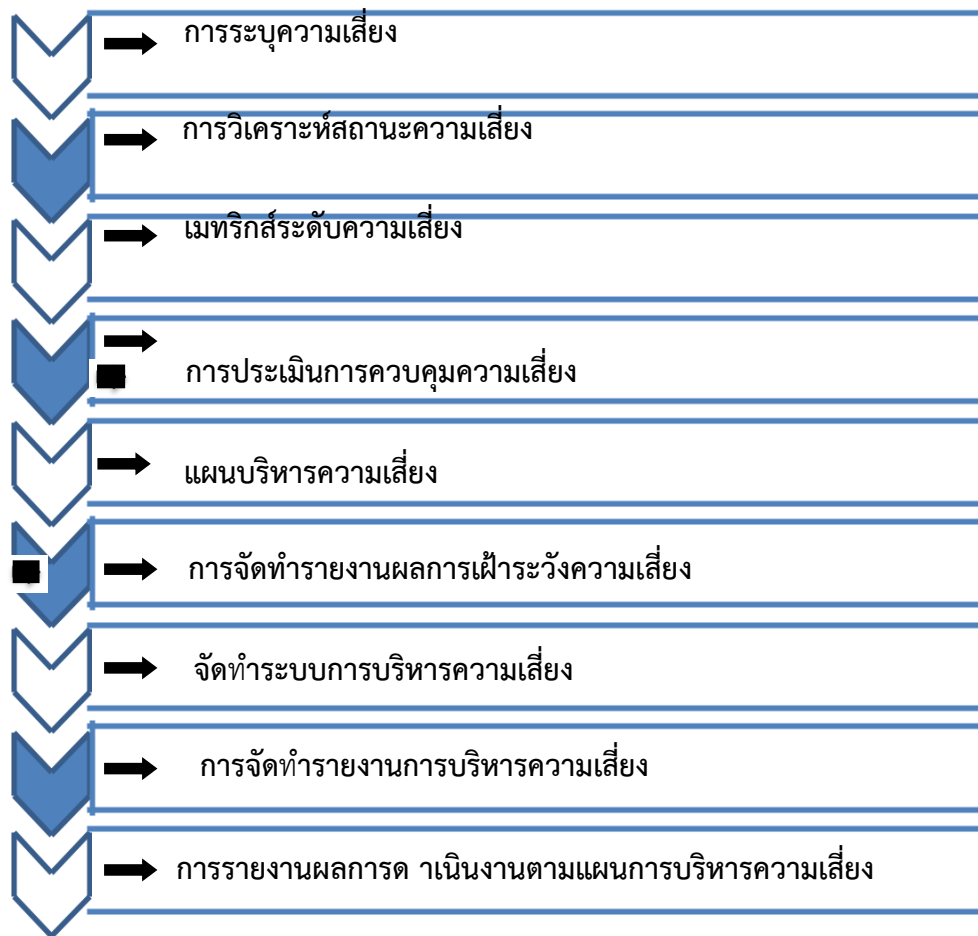 การระบุความเสี่ยง
การวิเคราะห์สถานะความเสี่ยง
เมทริกส์ระดับความเสี่ยง
การประเมินการควบคุมความเสี่ยง
แผนบริหารความเสี่ยง
การจัดทำรายงานผลการเฝ้าระวังความเสี่ยง
จัดทำระบบการบริหารความเสี่ยง
การจัดทำรายงานการบริหารความเสี่ยง
การรายงานผลการด าเนินงานตามแผนการบริหารความเสี่ยง